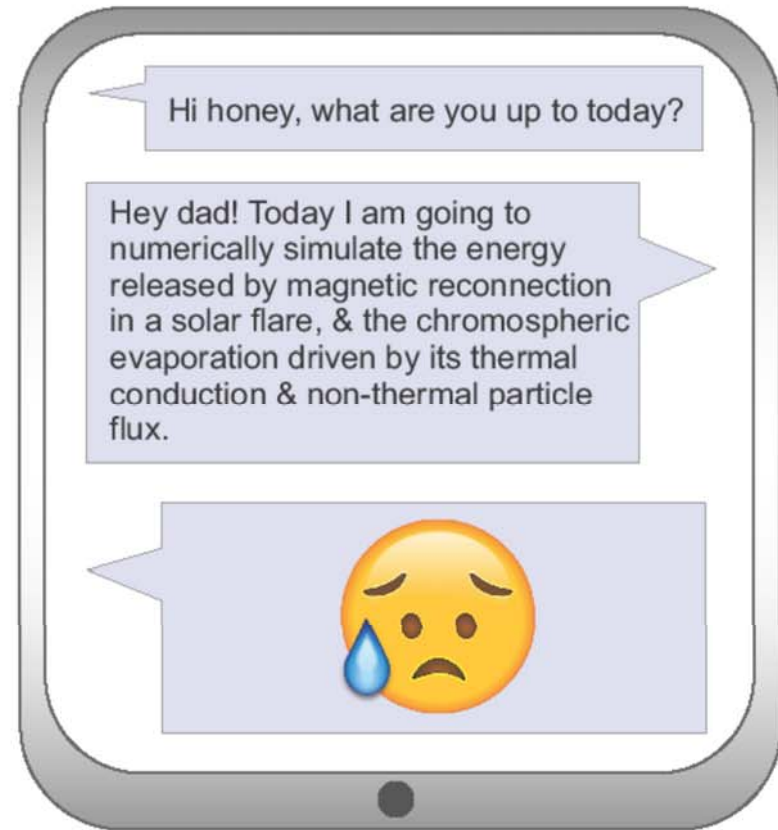 Hi honey, what are you up to today?
Hey dad! Today I am going to
numerically simulate the energy
released by magnetic reconnection
in a solar flare, & the chromospheric
evaporation driven by its thermal
conduction & non-thermal particle
flux.